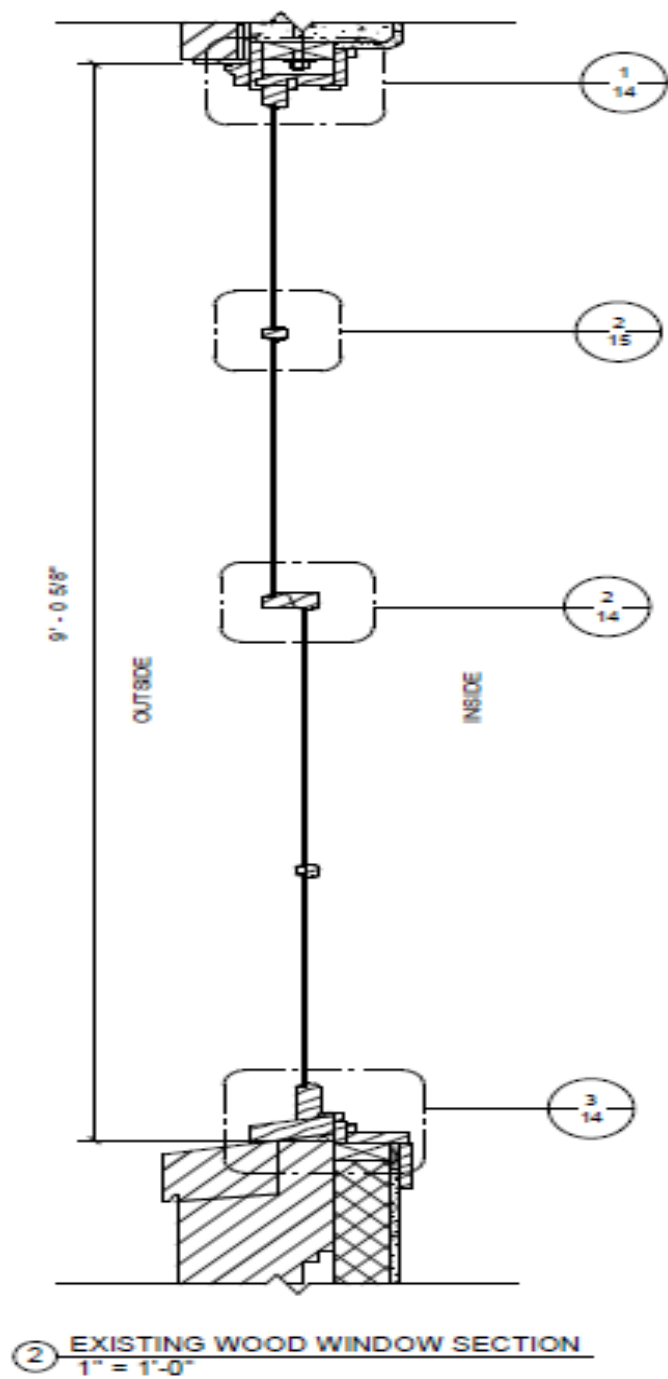 1
14
2
15
2
14
9' - 0 5/8"
OUTSIDE
INSIDE
3
14
2 EXISTING WOOD WINDOW SECTION
1" = 1'-0"